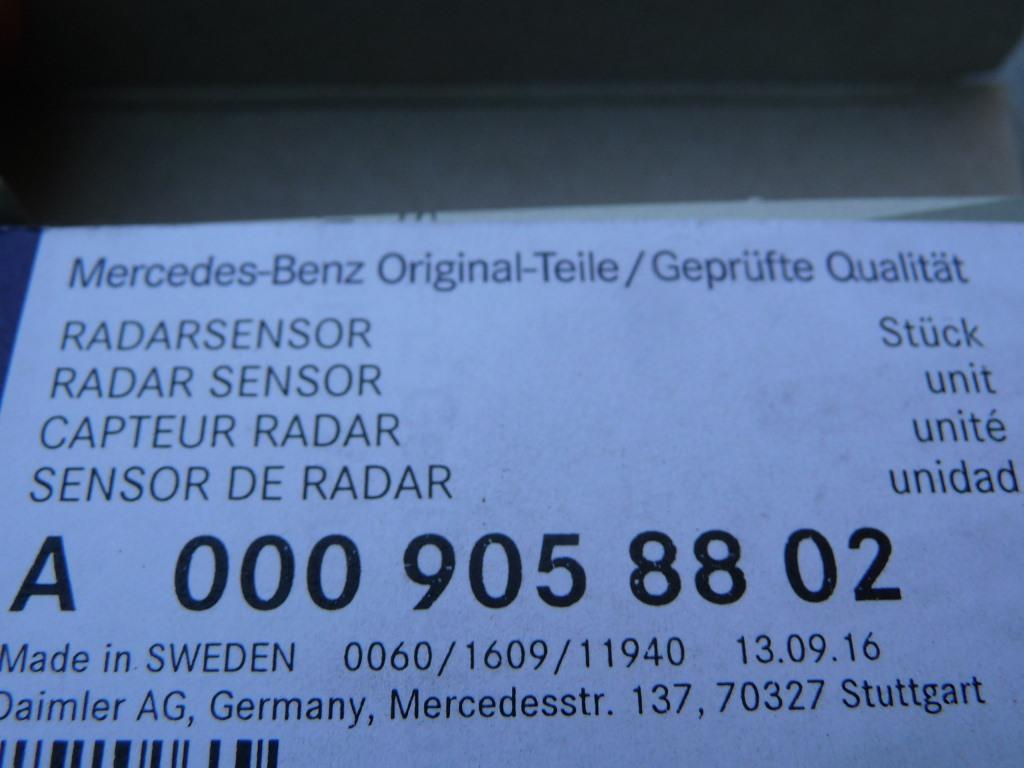 Mercedes-Benz Original-Teile/Geprüfte Qualität
RADARSENSOR Stück
RADAR SENSOR unit
CAPTEUR RADAR unité
SENSOR DE RADAR unidad
A 000 905 88 02
Made in SWEDEN 0060/1609/11940 13.09.16
Daimler AG, Germany, Mercedesstr. 137, 70327 Stuttgart